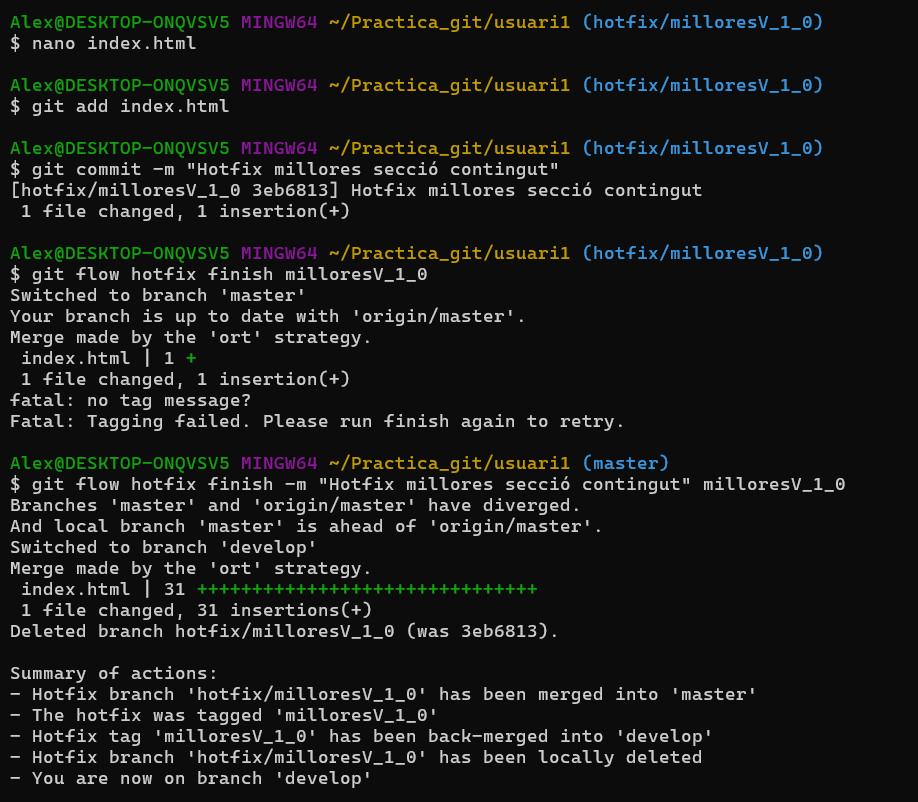 Alex@DESKTOP-ONQVSV5 MINGW64 ~/Practica_git/usuari1 (hotfix/milloresV_1_0)
$ nano index.html
Alex@DESKTOP-ONQVSV5 MINGW64 ~/Practica_git/usuari1 (hotfix/milloresV_1_0)
$ git add index.html
Alex@DESKTOP-ONQVSV5 MINGW64 ~/Practica_git/usuari1 (hotfix/milloresV_1_0)
$ git commit -m "Hotfix millores secció contingut"
[hotfix/milloresV_1_0 3eb6813] Hotfix millores secció contingut
 1 file changed, 1 insertion(+)
Alex@DESKTOP-ONQVSV5 MINGW64 ~/Practica_git/usuari1 (hotfix/milloresV_1_0)
$ git flow hotfix finish milloresV_1_0
Switched to branch 'master'
Your branch is up to date with 'origin/master'.
Merge made by the 'ort' strategy.
 index.html | 1 +
 1 file changed, 1 insertion(+)
fatal: no tag message?
Fatal: Tagging failed. Please run finish again to retry.
Alex@DESKTOP-ONQVSV5 MINGW64 ~/Practica_git/usuari1 (master)
$ git flow hotfix finish -m "Hotfix millores secció contingut" milloresV_1_0
Branches 'master' and 'origin/master' have diverged.
And local branch 'master' is ahead of 'origin/master'.
Switched to branch 'develop'
Merge made by the 'ort' strategy.
 index.html | 31 +++++++++++++++++++++++++++++++
 1 file changed, 31 insertions(+)
Deleted branch hotfix/milloresV_1_0 (was 3eb6813).
Summary of actions:
- Hotfix branch 'hotfix/milloresV_1_0' has been merged into 'master'
- The hotfix was tagged 'milloresV_1_0'
- Hotfix tag 'milloresV_1_0' has been back-merged into 'develop'
- Hotfix branch 'hotfix/milloresV_1_0' has been locally deleted
- You are now on branch 'develop'